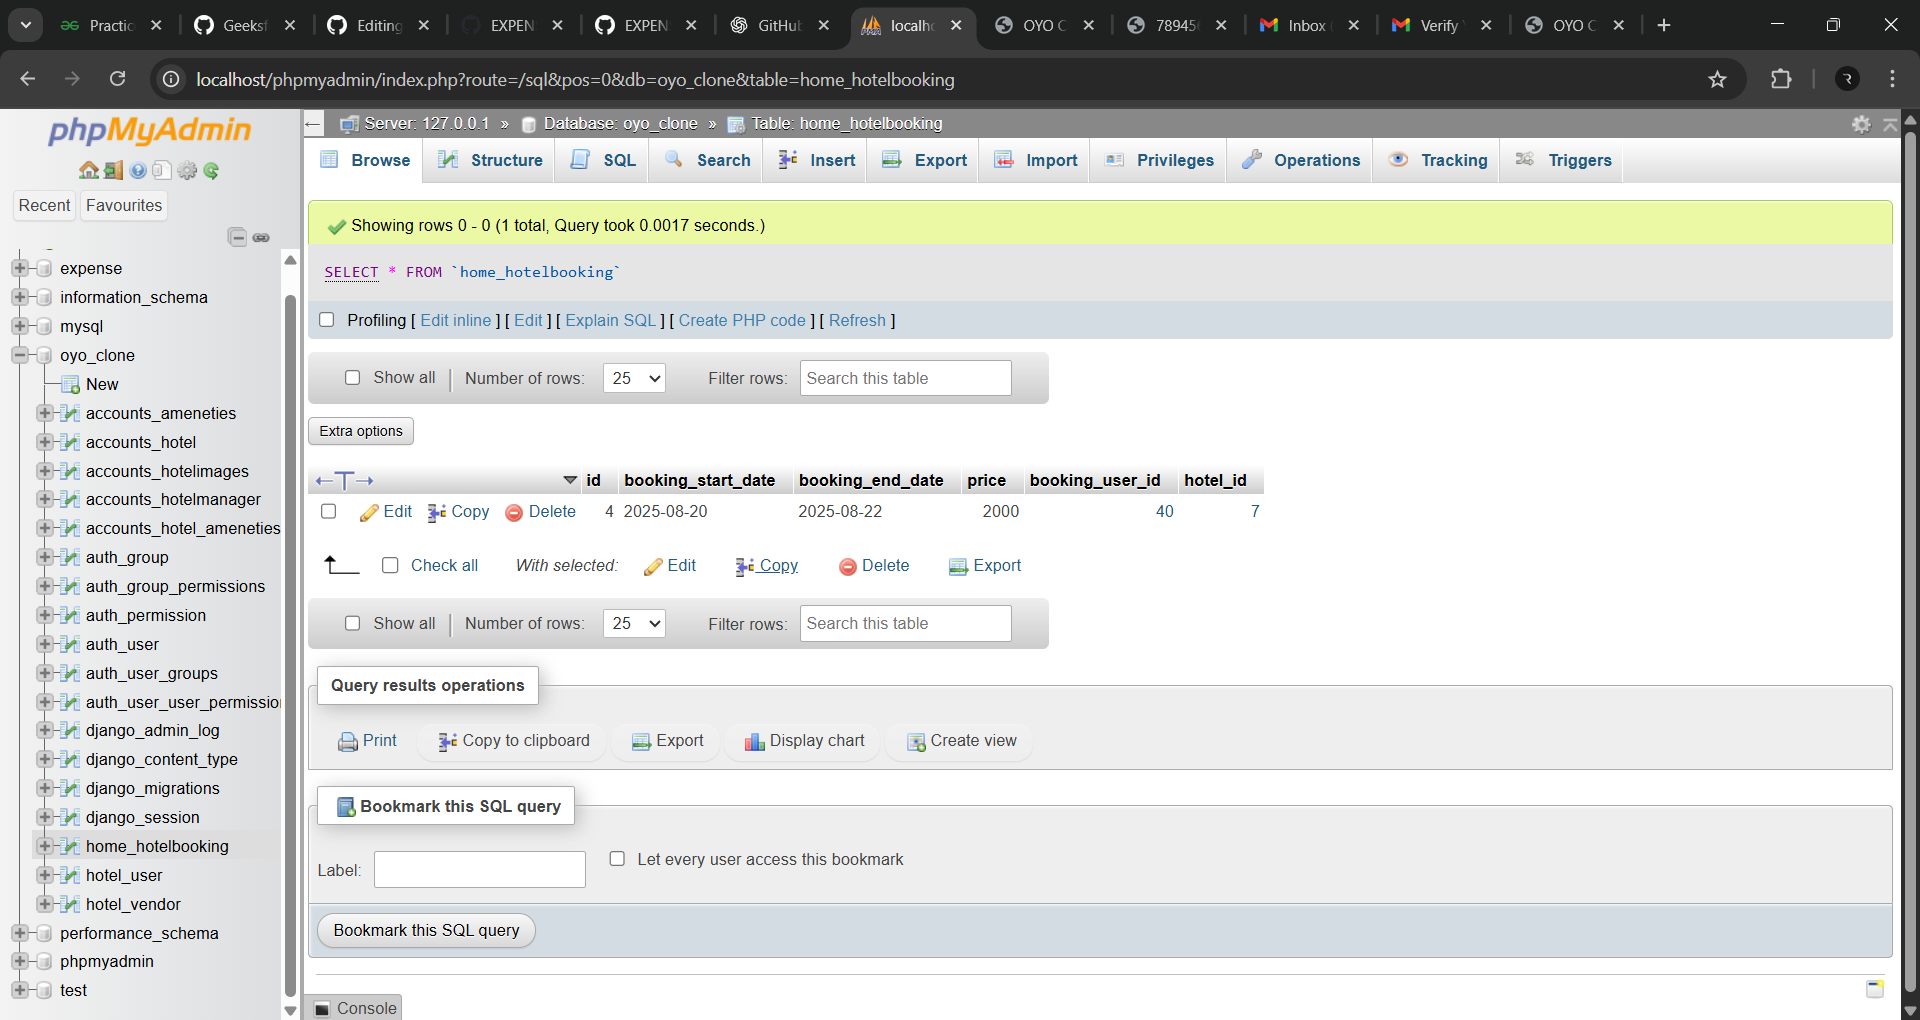 Practic
Geeksf
Editing
EXPEN
EXPEN
GitHub
localho
OYO C
78945
Inbox
Verify
OYO C
localhost/phpmyadmin/index.php?route=/sql&pos=0&db=oyo_clone&table=home_hotelbooking
phpMyAdmin
Recent
Favourites
expense
information_schema
mysql
oyo_clone
New
accounts_ameneties
accounts_hotel
accounts_hotelimages
accounts_hotelmanager
accounts_hotel_ameneties
auth_group
auth_group_permissions
auth_permission
auth_user
auth_user_groups
auth_user_user_permissio
django_admin_log
django_content_type
django_migrations
django_session
home_hotelbooking
hotel_user
hotel_vendor
performance_schema
phpmyadmin
test
Server: 127.0.0.1 » Database: oyo_clone » Table: home_hotelbooking
Browse Structure SQL Search Insert Export Import Privileges Operations Tracking Triggers
Showing rows 0 - 0 (1 total, Query took 0.0017 seconds.)
SELECT * FROM `home_hotelbooking`
Profiling [ Edit inline ] [ Edit ] [ Explain SQL ] [ Create PHP code ] [ Refresh ]
Show all | Number of rows: 25 Filter rows: Search this table
Extra options
←T→ id booking_start_date booking_end_date price booking_user_id hotel_id
Edit Copy Delete 4 2025-08-20 2025-08-22 2000 40 7
Check all With selected: Edit Copy Delete Export
Show all | Number of rows: 25 Filter rows: Search this table
Query results operations
Print Copy to clipboard Export Display chart Create view
Bookmark this SQL query
Label: Let every user access this bookmark
Bookmark this SQL query
Console